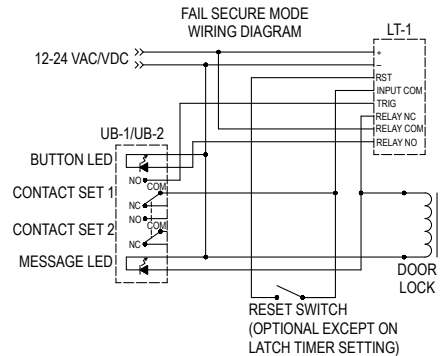 FAIL SECURE MODE
WIRING DIAGRAM
LT-1
12-24 VAC/VDC
+
–
RST
INPUT COM
TRIG
RELAY NC
RELAY COM
RELAY NO
UB-1/UB-2
BUTTON LED
NO
COM
CONTACT SET 1
NC
NO
COM
CONTACT SET 2
NC
MESSAGE LED
DOOR
LOCK
RESET SWITCH
(OPTIONAL EXCEPT ON
LATCH TIMER SETTING)